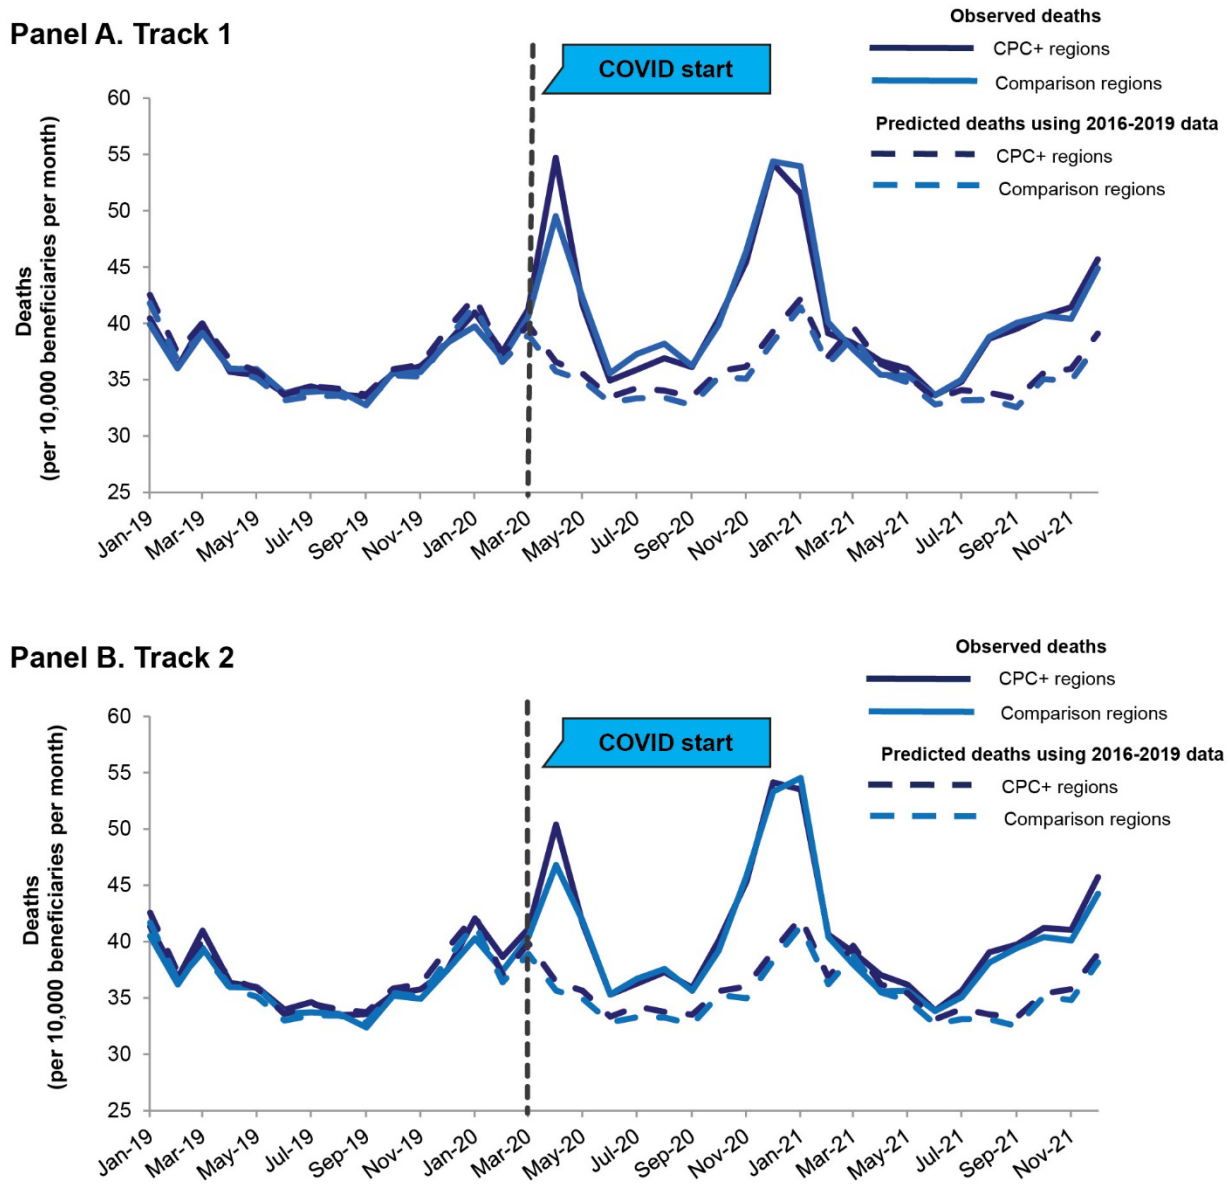 Panel A. Track 1
Observed deaths
CPC+ regions
Comparison regions
Predicted deaths using 2016-2019 data
CPC+ regions
Comparison regions
COVID start
Deaths
(per 10,000 beneficiaries per month)
60
55
50
45
40
35
30
25
Jan-19
Mar-19
May-19
Jul-19
Sep-19
Nov-19
Jan-20
Mar-20
May-20
Jul-20
Sep-20
Nov-20
Jan-21
Mar-21
May-21
Jul-21
Sep-21
Nov-21
Panel B. Track 2
Observed deaths
CPC+ regions
Comparison regions
Predicted deaths using 2016-2019 data
CPC+ regions
Comparison regions
COVID start
Deaths
(per 10,000 beneficiaries per month)
60
55
50
45
40
35
30
25
Jan-19
Mar-19
May-19
Jul-19
Sep-19
Nov-19
Jan-20
Mar-20
May-20
Jul-20
Sep-20
Nov-20
Jan-21
Mar-21
May-21
Jul-21
Sep-21
Nov-21